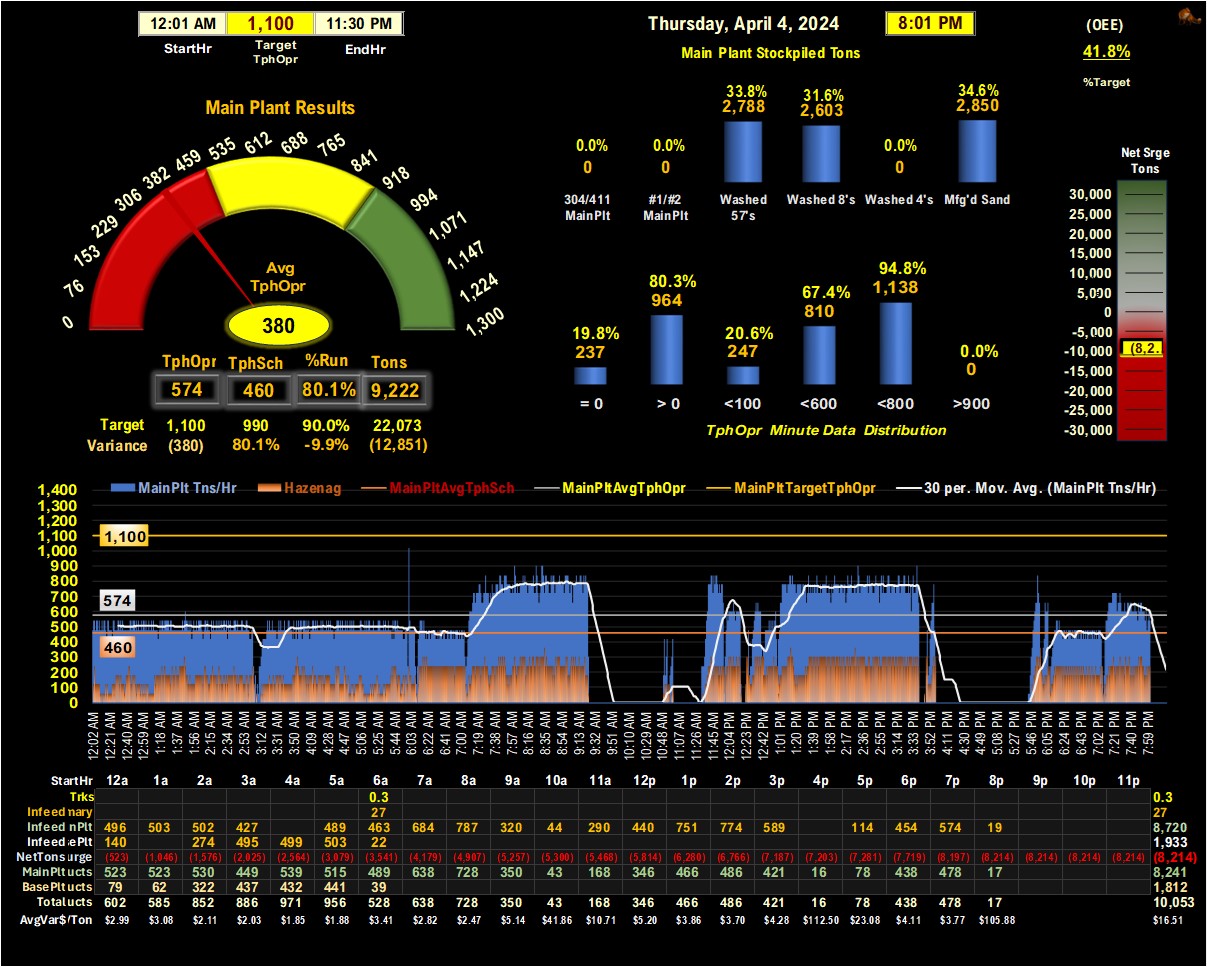 12:01 AM 1,100 11:30 PM
StartHr Target TphOpr EndHr
Thursday, April 4, 2024 8:01 PM
Main Plant Stockpiled Tons
(OEE)
41.8%
%Target
Main Plant Results
0 76 153 229 306 382 459 535 612 688 765 841 918 994 1,071 1,147 1,224 1,300
Avg
TphOpr
380
TphOpr TphSch %Run Tons
574 460 80.1% 9,222
Target 1,100 990 90.0% 22,073
Variance (380) 80.1% -9.9% (12,851)
0.0% 0.0% 33.8% 31.6% 0.0% 34.6%
0 0 2,788 2,603 0 2,850
304/411 MainPlt #1/#2 MainPlt Washed 57's Washed 8's Washed 4's Mfg'd Sand
19.8% 80.3% 20.6% 67.4% 94.8% 0.0%
237 964 247 810 1,138 0
= 0 > 0 <100 <600 <800 >900
TphOpr Minute Data Distribution
Net Srge
Tons
30,000
25,000
20,000
15,000
10,000
5,000
0
-5,000
(8,2.
-10,000
-15,000
-20,000
-25,000
-30,000
MainPlt Tns/Hr Hazenag MainPltAvgTphSch MainPltAvgTphOpr MainPltTargetTphOpr 30 per. Mov. Avg. (MainPlt Tns/Hr)
1,400
1,300
1,200
1,100
1,000
900
800
700
600
500
400
300
200
100
0
1,100
574
460
12:02 AM 12:21 AM 12:40 AM 12:59 AM 1:18 AM 1:37 AM 1:56 AM 2:15 AM 2:34 AM 2:53 AM 3:12 AM 3:31 AM 3:50 AM 4:09 AM 4:28 AM 4:47 AM 5:06 AM 5:25 AM 5:44 AM 6:03 AM 6:22 AM 6:41 AM 7:00 AM 7:19 AM 7:38 AM 7:57 AM 8:16 AM 8:35 AM 8:54 AM 9:13 AM 9:32 AM 9:51 AM 10:10 AM 10:29 AM 10:48 AM 11:07 AM 11:26 AM 11:45 AM 12:04 PM 12:23 PM 12:42 PM 1:01 PM 1:20 PM 1:39 PM 1:58 PM 2:17 PM 2:36 PM 2:55 PM 3:14 PM 3:33 PM 3:52 PM 4:11 PM 4:30 PM 4:49 PM 5:08 PM 5:27 PM 5:46 PM 6:05 PM 6:24 PM 6:43 PM 7:02 PM 7:21 PM 7:40 PM 7:59 PM
StartHr 12a 1a 2a 3a 4a 5a 6a 7a 8a 9a 10a 11a 12p 1p 2p 3p 4p 5p 6p 7p 8p 9p 10p 11p
Trks 0.3 0.3
Infeed mary 27 27
Infeed nPlt 496 503 502 427 489 463 684 787 320 44 290 440 751 774 589 114 454 574 19 8,720
Infeed ePlt 140 274 495 499 503 22 1,933
NetTons urge (523) (1,046) (1,576) (2,025) (2,564) (3,079) (3,541) (4,179) (4,907) (5,257) (5,300) (5,468) (5,814) (6,280) (6,766) (7,187) (7,203) (7,281) (7,719) (8,197) (8,214) (8,214) (8,214) (8,214) (8,214)
MainPlt ucts 523 523 530 449 539 515 489 638 728 350 43 168 346 466 486 421 16 78 438 478 17 8,241
BasePlt ucts 79 62 322 437 432 441 39 1,812
Total ucts 602 585 852 886 971 956 528 638 728 350 43 168 346 466 486 421 16 78 438 478 17 10,053
AvgVar$/Ton $2.99 $3.08 $2.11 $2.03 $1.85 $1.88 $3.41 $2.82 $2.47 $5.14 $41.86 $10.71 $5.20 $3.86 $3.70 $4.28 $112.50 $23.08 $4.11 $3.77 $105.88 $16.51